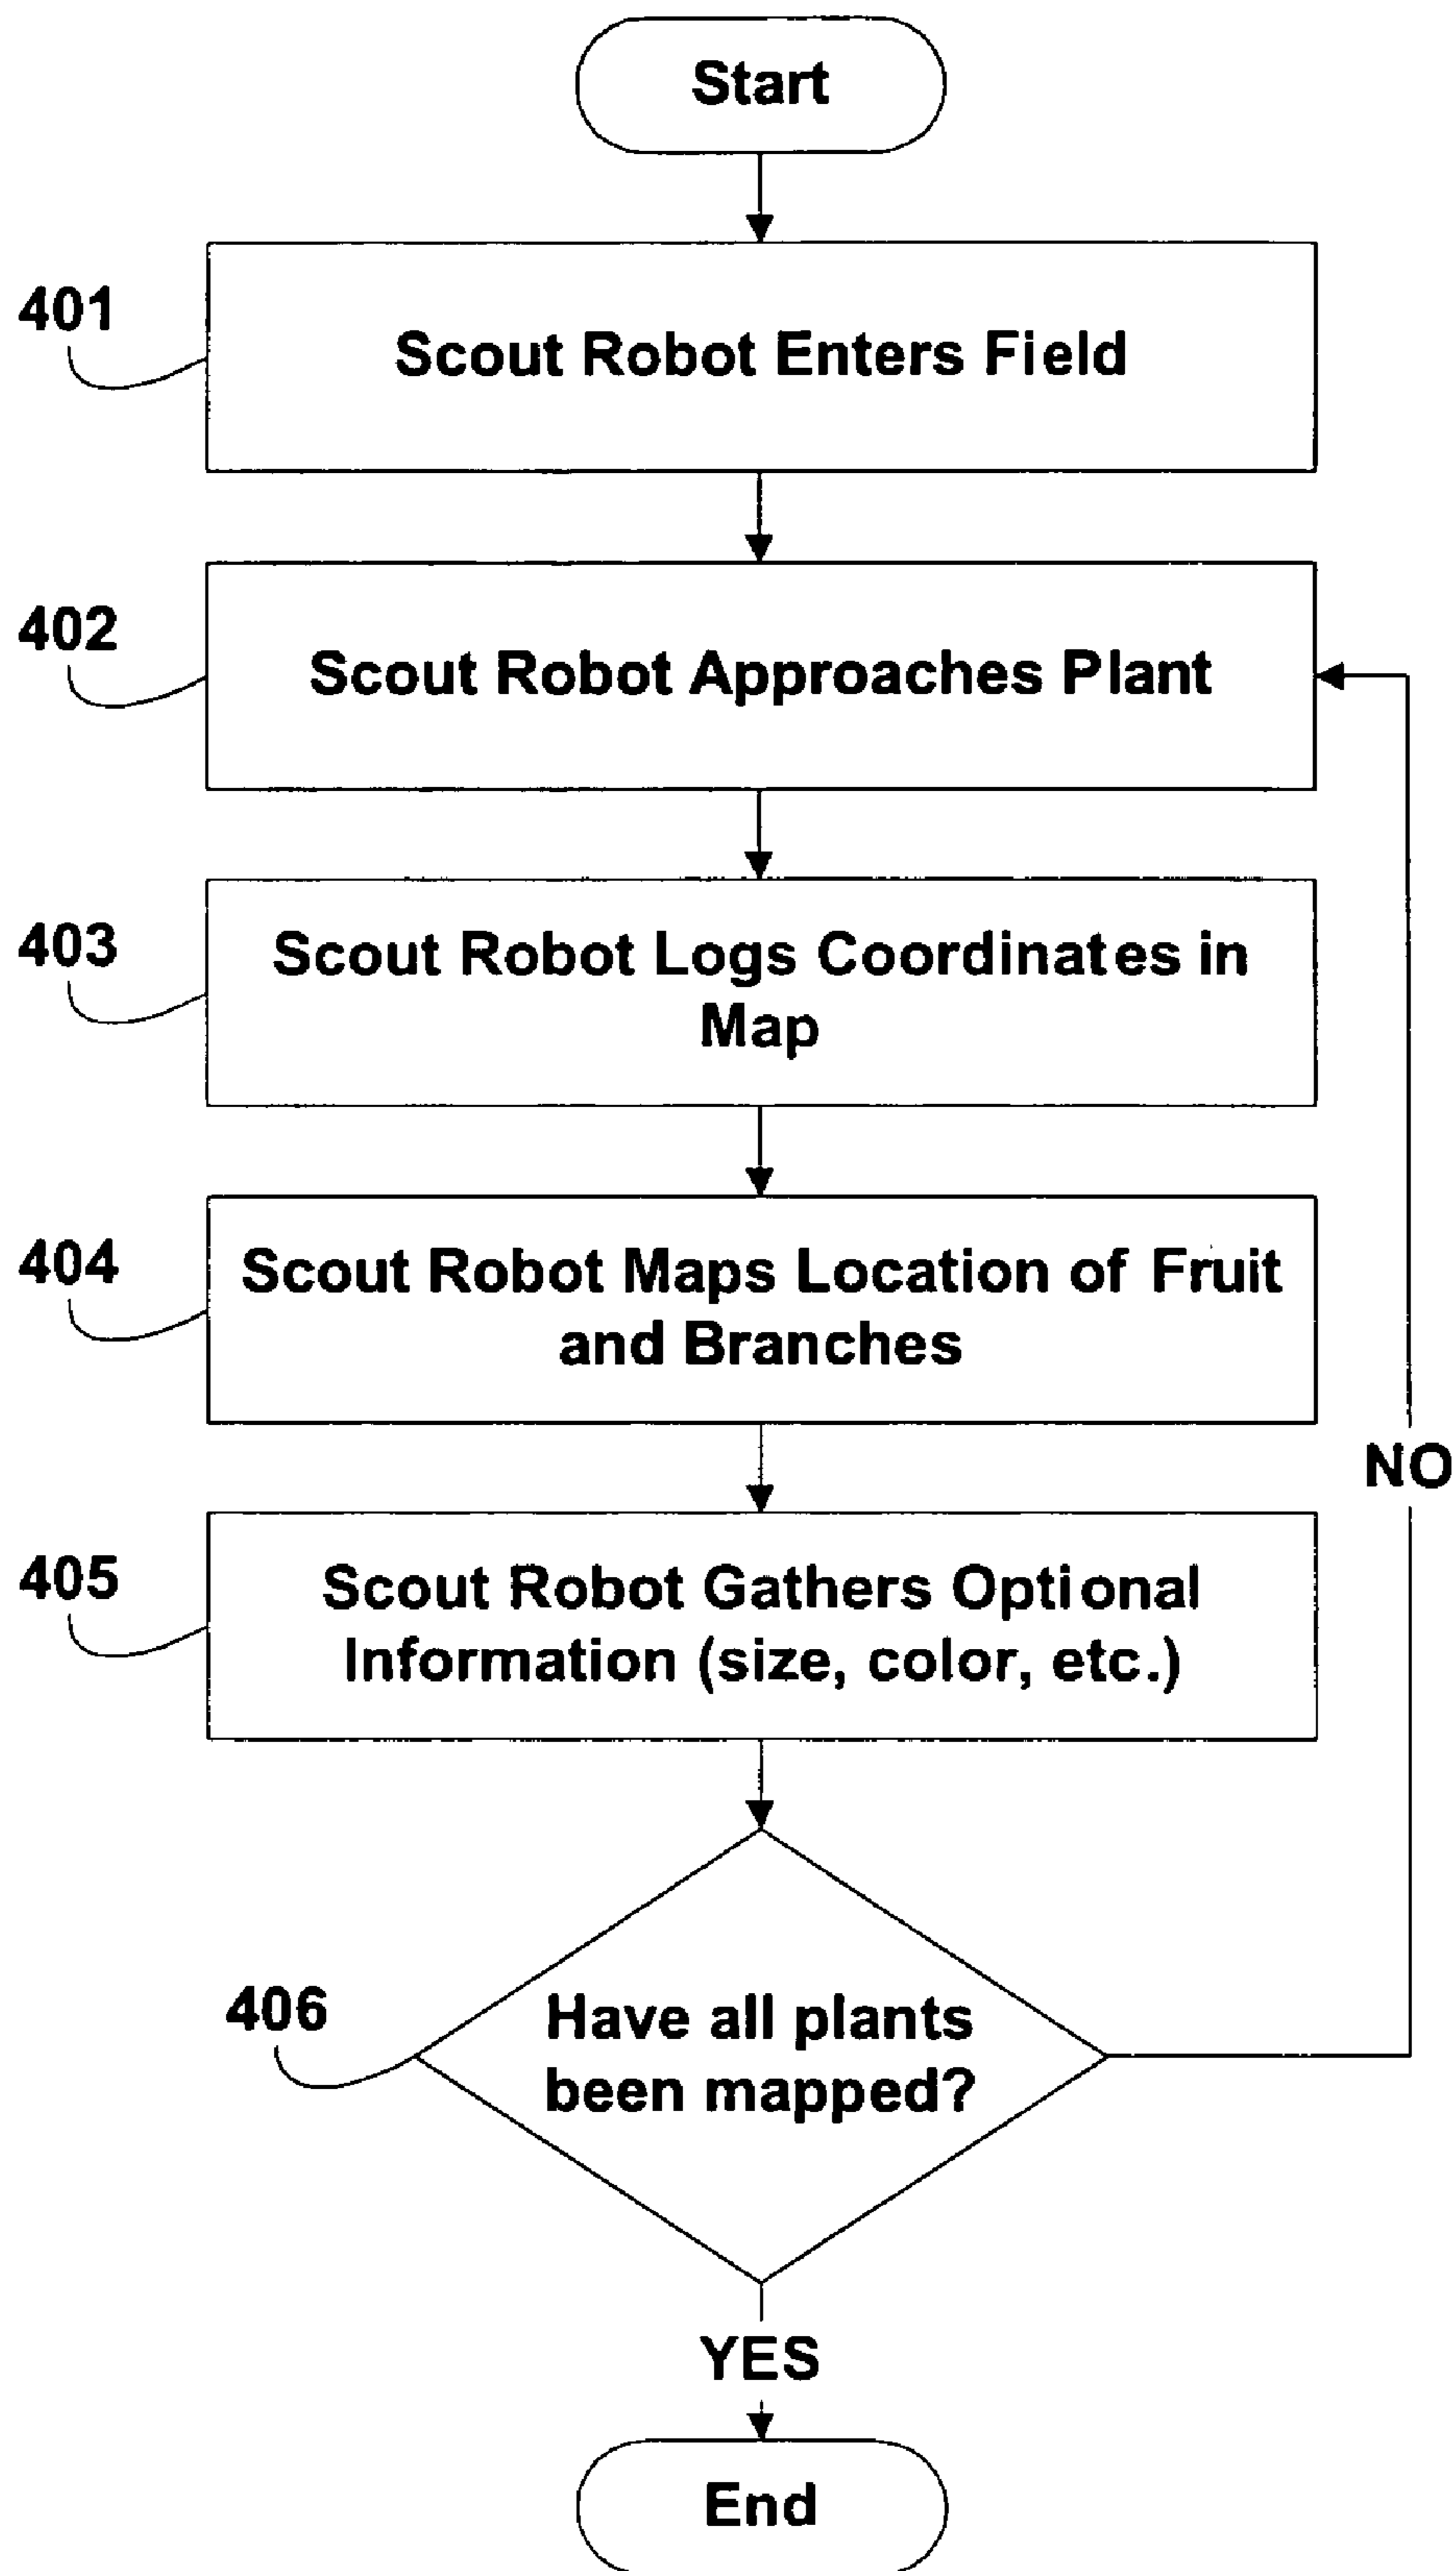 Start
401
Scout Robot Enters Field
402
Scout Robot Approaches Plant
403
Scout Robot Logs Coordinates in
Map
404
Scout Robot Maps Location of Fruit
and Branches
NO
405
Scout Robot Gathers Optional
Information (size, color, etc.)
406
Have all plants
been mapped?
YES
End